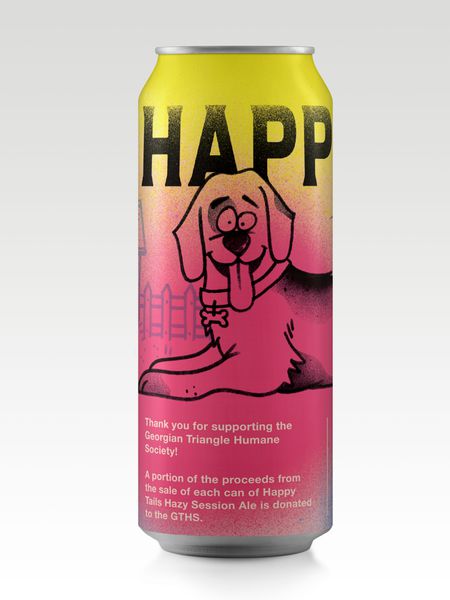 HAPP
Thank you for supporting the
Georgian Triangle Humane
Society!
A portion of the proceeds from
the sale of each can of Happy
Tails Hazy Session Ale is donated
to the GTHS.